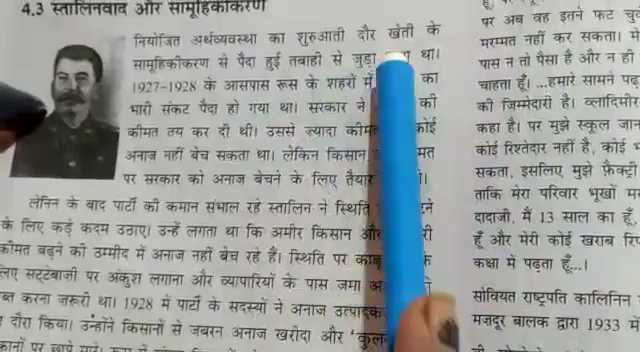 4.3 स्तालिनवाद और सामूहिकीकरण
नियोजित अर्थव्यवस्था का शुरुआती दौर खेती के
सामूहिकीकरण से पैदा हुई तबाही से जुड़ा था।
1927-1928 के आसपास रूस के शहरों में का
भारी संकट पैदा हो गया था। सरकार ने की
कीमत तय कर दी थी। उससे ज्यादा कीमत कोई
अनाज नहीं बेच सकता था। लेकिन किसान
पर सरकार को अनाज बेचने के लिए तैयार
लेनिन के बाद पार्टी की कमान संभाल रहे स्तालिन ने स्थिति
के लिए कड़े कदम उठाए। उन्हें लगता था कि अमीर किसान और
कीमत बढ़ने की उम्मीद में अनाज नहीं बेच रहे हैं। स्थिति पर
लिए सट्टेबाजी पर अंकुश लगाना और व्यापारियों के पास जमा
करना जरूरी था। 1928 में पार्टी के सदस्यों ने अनाज उत्पादक
दौरा किया। उन्होंने किसानों से जबरन अनाज खरीदा और
पर अब वह इतने फट
मरम्मत नहीं कर सकता।
पास न तो पैसा है और न ही
चाहता हूँ। ...हमारे सामने
की जिम्मेदारी है।
कहा है। पर मुझे स्कूल
कोई रिश्तेदार नहीं है, कोई
सकता, इसलिए मुझे फ़ैक्ट्री
ताकि मेरा परिवार भूखों
दादाजी, मैं 13 साल का हूँ,
हूँ और मेरी कोई खराब
कक्षा में पढ़ता हूँ...।
सोवियत राष्ट्रपति कालिनिन
मज़दूर बालक द्वारा 1933 में